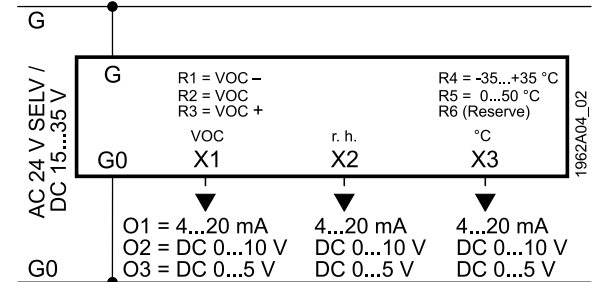 G
AC 24 V SELV /
DC 15...35 V
G
R1 = VOC –
R2 = VOC
R3 = VOC +
R4 = -35...+35 °C
R5 = 0...50 °C
R6 (Reserve)
VOC
r. h.
°C
G0
X1
X2
X3
1962A04_02
O1 = 4...20 mA
4...20 mA
4...20 mA
O2 = DC 0...10 V
DC 0...10 V
DC 0...10 V
O3 = DC 0...5 V
DC 0...5 V
DC 0...5 V
G0